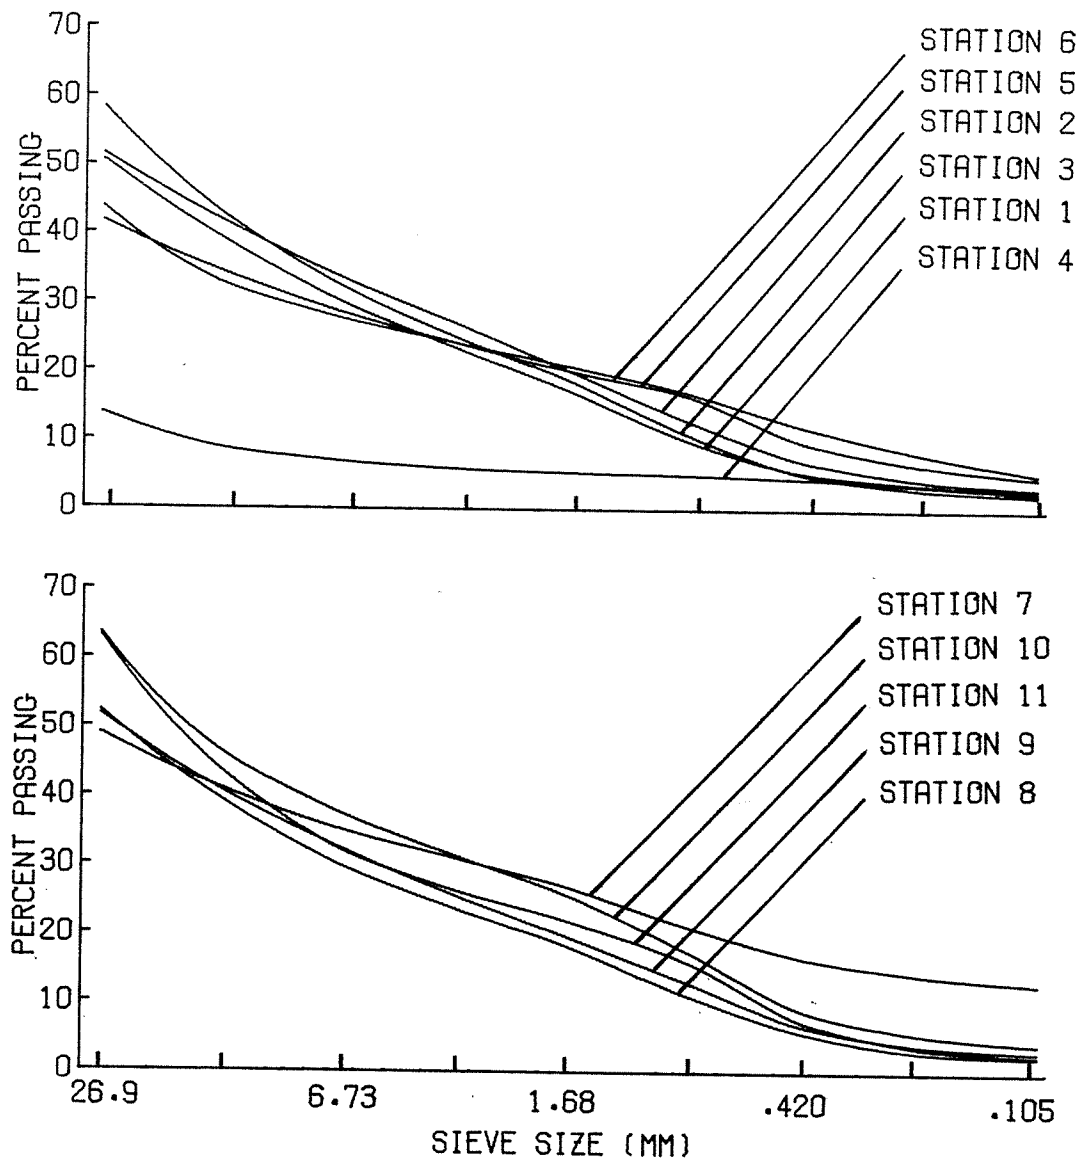 70
60
50
40
30
20
10
0
PERCENT PASSING
STATION 6
STATION 5
STATION 2
STATION 3
STATION 1
STATION 4
70
60
50
40
30
20
10
0
PERCENT PASSING
STATION 7
STATION 10
STATION 11
STATION 9
STATION 8
26.9 6.73 1.68 .420 .105
SIEVE SIZE (MM)